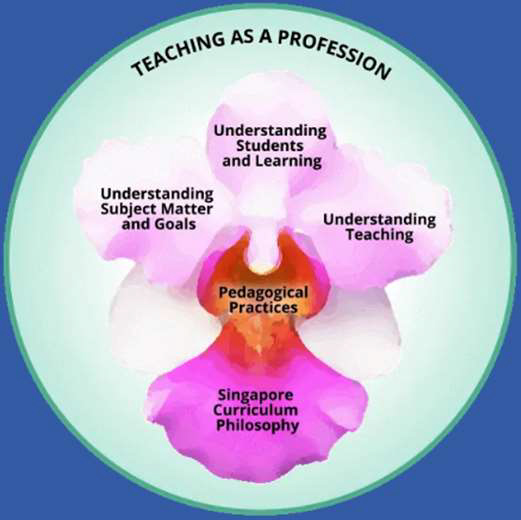 TEACHING AS A PROFESSION
Understanding
Students
and Learning
Understanding
Subject Matter
and Goals
Understanding
Teaching
Pedagogical
Practices
Singapore
Curriculum
Philosophy